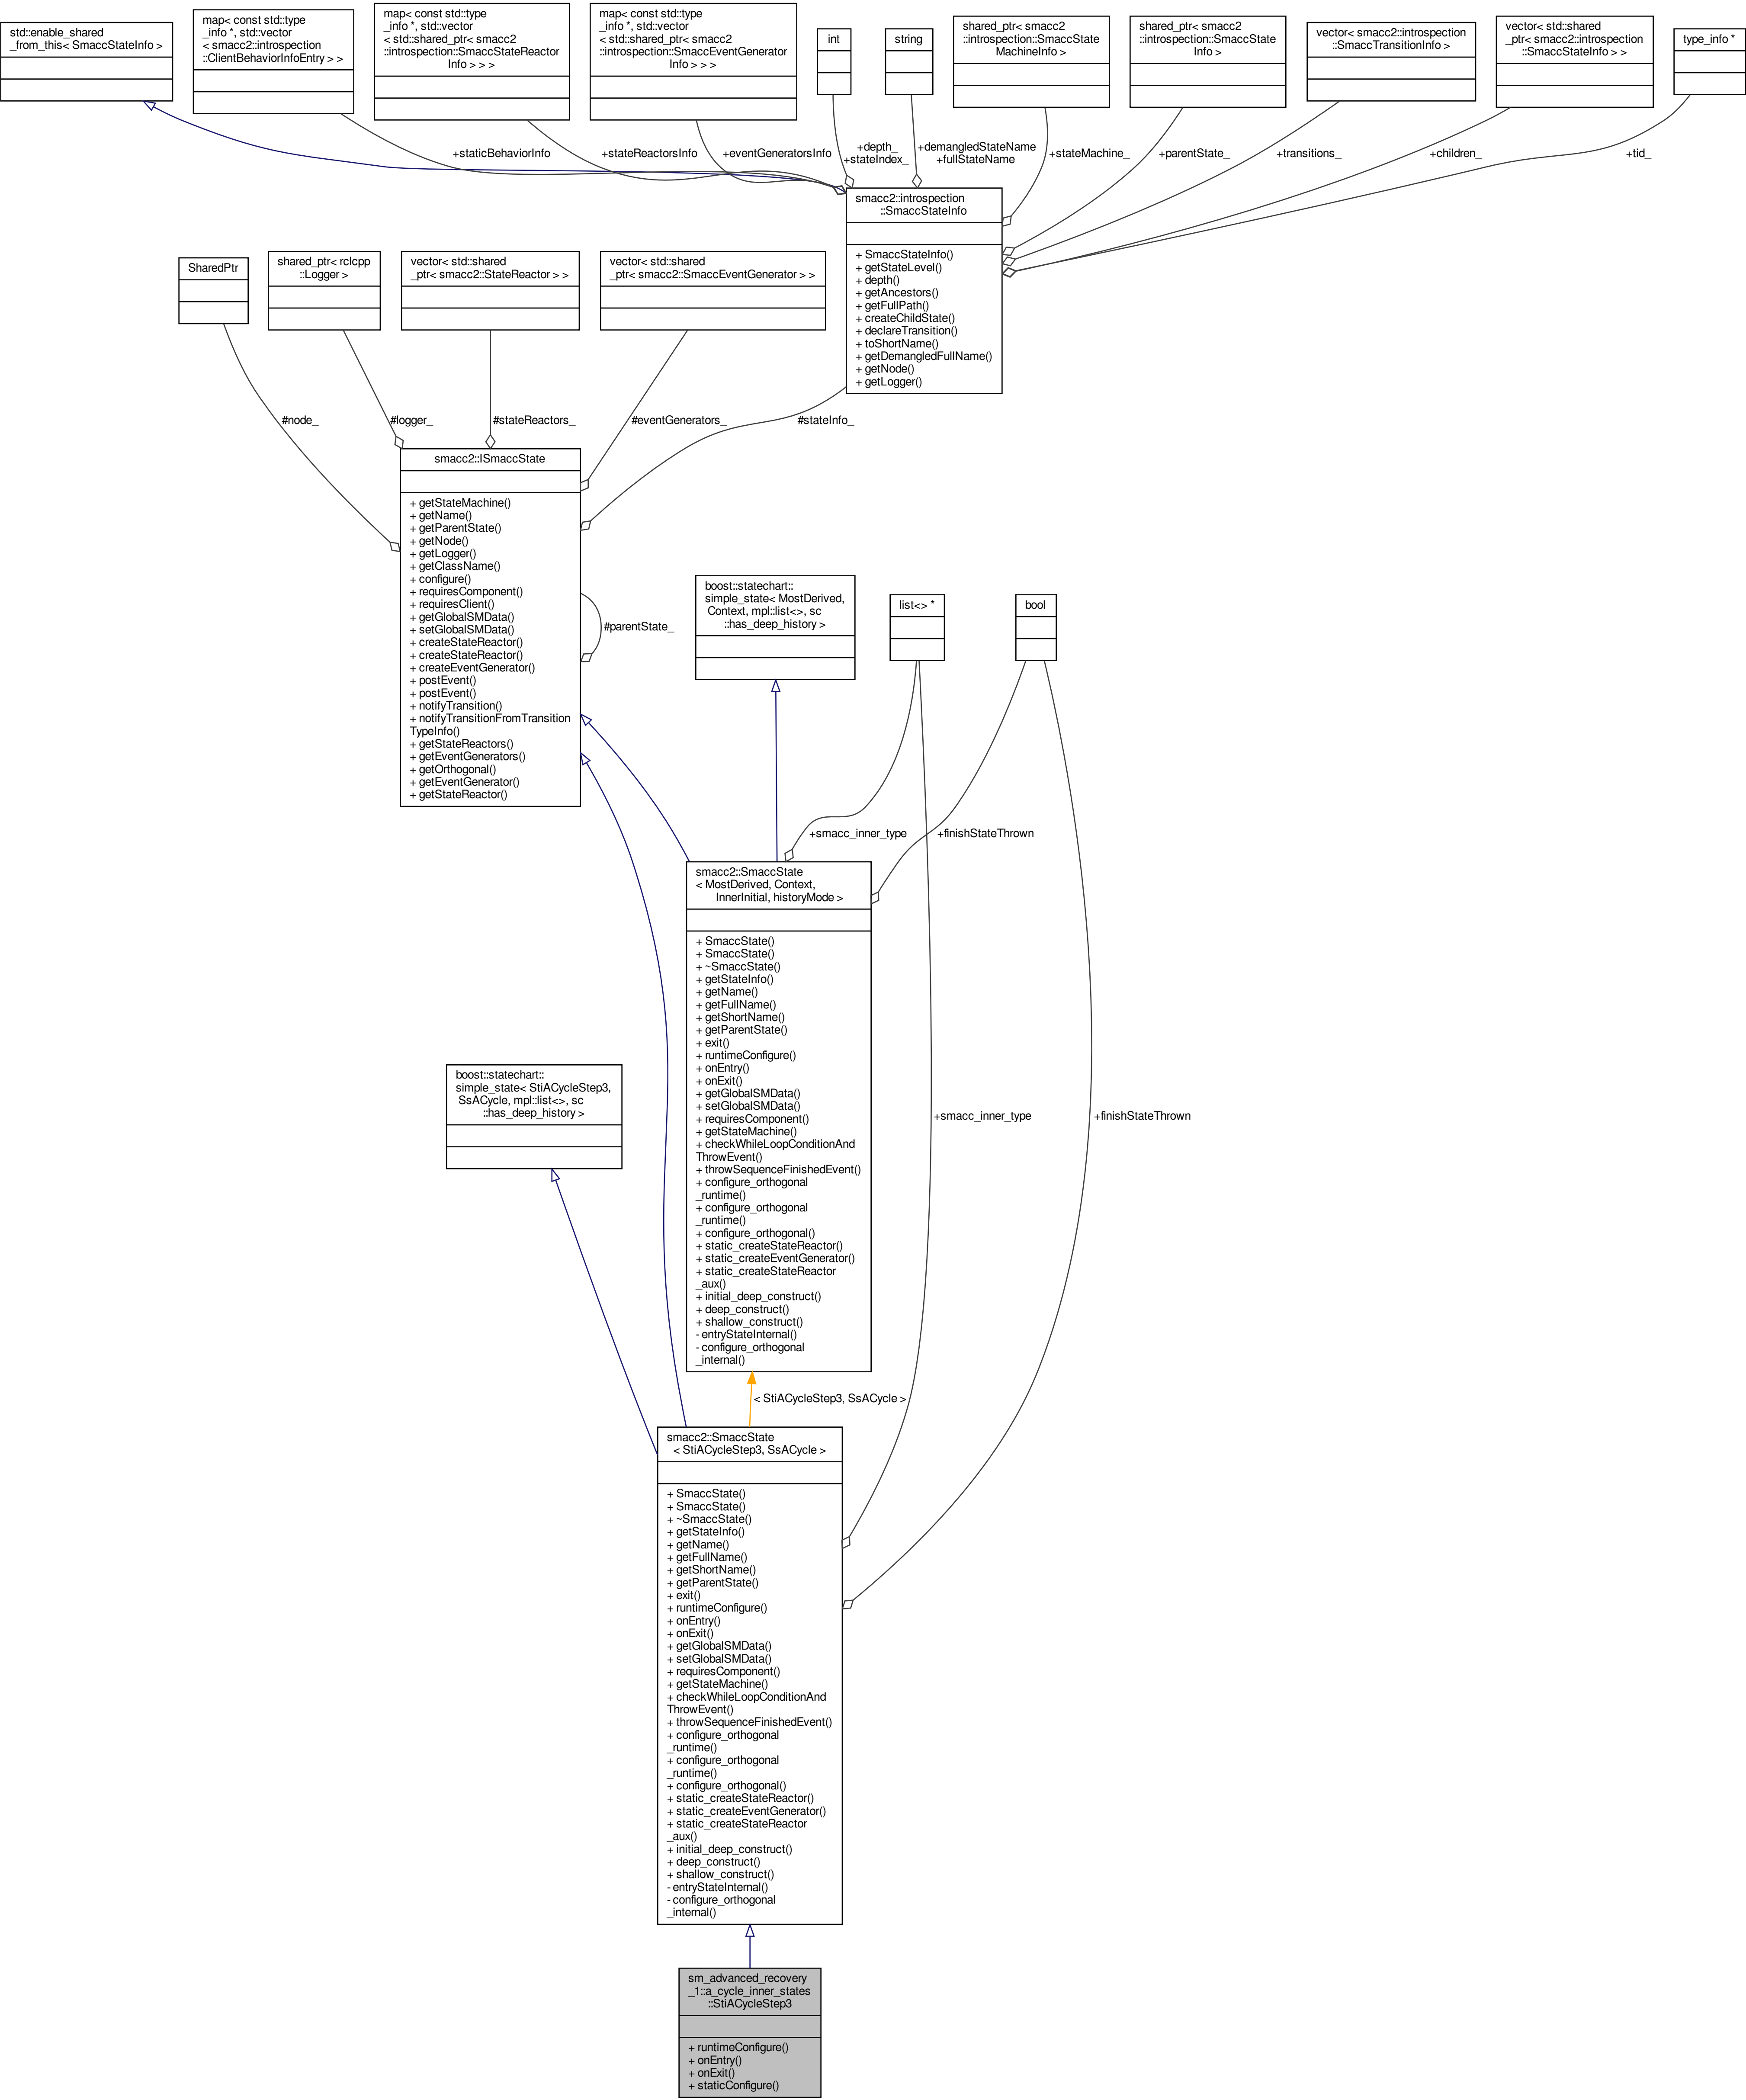 std::enable_shared
_from_this< SmaccStateInfo >
map< const std::type
_info *, std::vector
< smacc2::introspection
::ClientBehaviorInfoEntry > >
map< const std::type
_info *, std::vector
< std::shared_ptr< smacc2
::introspection::SmaccStateReactor
Info > > >
map< const std::type
_info *, std::vector
< std::shared_ptr< smacc2
::introspection::SmaccEventGenerator
Info > > >
int
string
shared_ptr< smacc2
::introspection::SmaccState
MachineInfo >
shared_ptr< smacc2
::introspection::SmaccState
Info >
vector< smacc2::introspection
::SmaccTransitionInfo >
vector< std::shared
_ptr< smacc2::introspection
::SmaccStateInfo > >
type_info *
+staticBehaviorInfo
+stateReactorsInfo
+eventGeneratorsInfo
+depth_
+stateIndex_
+demangledStateName
+fullStateName
+stateMachine_
+parentState_
+transitions_
+children_
+tid_
smacc2::introspection
::SmaccStateInfo
+ SmaccStateInfo()
+ getStateLevel()
+ depth()
+ getAncestors()
+ getFullPath()
+ createChildState()
+ declareTransition()
+ toShortName()
+ getDemangledFullName()
+ getNode()
+ getLogger()
SharedPtr
shared_ptr< rclcpp
::Logger >
vector< std::shared
_ptr< smacc2::StateReactor > >
vector< std::shared
_ptr< smacc2::SmaccEventGenerator > >
#node_
#logger_
#stateReactors_
#eventGenerators_
#stateInfo_
smacc2::ISmaccState
+ getStateMachine()
+ getName()
+ getParentState()
+ getNode()
+ getLogger()
+ getClassName()
+ configure()
+ requiresComponent()
+ requiresClient()
+ getGlobalSMData()
+ setGlobalSMData()
+ createStateReactor()
+ createStateReactor()
+ createEventGenerator()
+ postEvent()
+ postEvent()
+ notifyTransition()
+ notifyTransitionFromTransition
TypeInfo()
+ getStateReactors()
+ getEventGenerators()
+ getOrthogonal()
+ getEventGenerator()
+ getStateReactor()
#parentState_
boost::statechart::
simple_state< MostDerived,
Context, mpl::list<>, sc
::has_deep_history >
list<> *
bool
+smacc_inner_type
+finishStateThrown
smacc2::SmaccState
< MostDerived, Context,
InnerInitial, historyMode >
+ SmaccState()
+ SmaccState()
+ ~SmaccState()
+ getStateInfo()
+ getName()
+ getFullName()
+ getShortName()
+ getParentState()
+ exit()
+ runtimeConfigure()
+ onEntry()
+ onExit()
+ getGlobalSMData()
+ setGlobalSMData()
+ requiresComponent()
+ getStateMachine()
+ checkWhileLoopConditionAnd
ThrowEvent()
+ throwSequenceFinishedEvent()
+ configure_orthogonal
_runtime()
+ configure_orthogonal
_runtime()
+ configure_orthogonal()
+ static_createStateReactor()
+ static_createEventGenerator()
+ static_createStateReactor
_aux()
+ initial_deep_construct()
+ deep_construct()
+ shallow_construct()
- entryStateInternal()
- configure_orthogonal
_internal()
boost::statechart::
simple_state< StiACycleStep3,
SsACycle, mpl::list<>, sc
::has_deep_history >
+smacc_inner_type
+finishStateThrown
< StiACycleStep3, SsACycle >
smacc2::SmaccState
< StiACycleStep3, SsACycle >
+ SmaccState()
+ SmaccState()
+ ~SmaccState()
+ getStateInfo()
+ getName()
+ getFullName()
+ getShortName()
+ getParentState()
+ exit()
+ runtimeConfigure()
+ onEntry()
+ onExit()
+ getGlobalSMData()
+ setGlobalSMData()
+ requiresComponent()
+ getStateMachine()
+ checkWhileLoopConditionAnd
ThrowEvent()
+ throwSequenceFinishedEvent()
+ configure_orthogonal
_runtime()
+ configure_orthogonal
_runtime()
+ configure_orthogonal()
+ static_createStateReactor()
+ static_createEventGenerator()
+ static_createStateReactor
_aux()
+ initial_deep_construct()
+ deep_construct()
+ shallow_construct()
- entryStateInternal()
- configure_orthogonal
_internal()
sm_advanced_recovery
_1::a_cycle_inner_states
::StiACycleStep3
+ runtimeConfigure()
+ onEntry()
+ onExit()
+ staticConfigure()